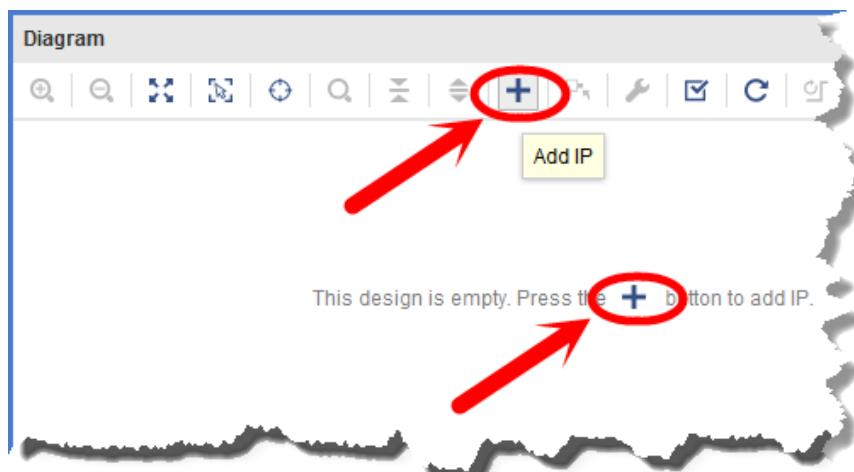 Diagram
Add IP
This design is empty. Press the + button to add IP.